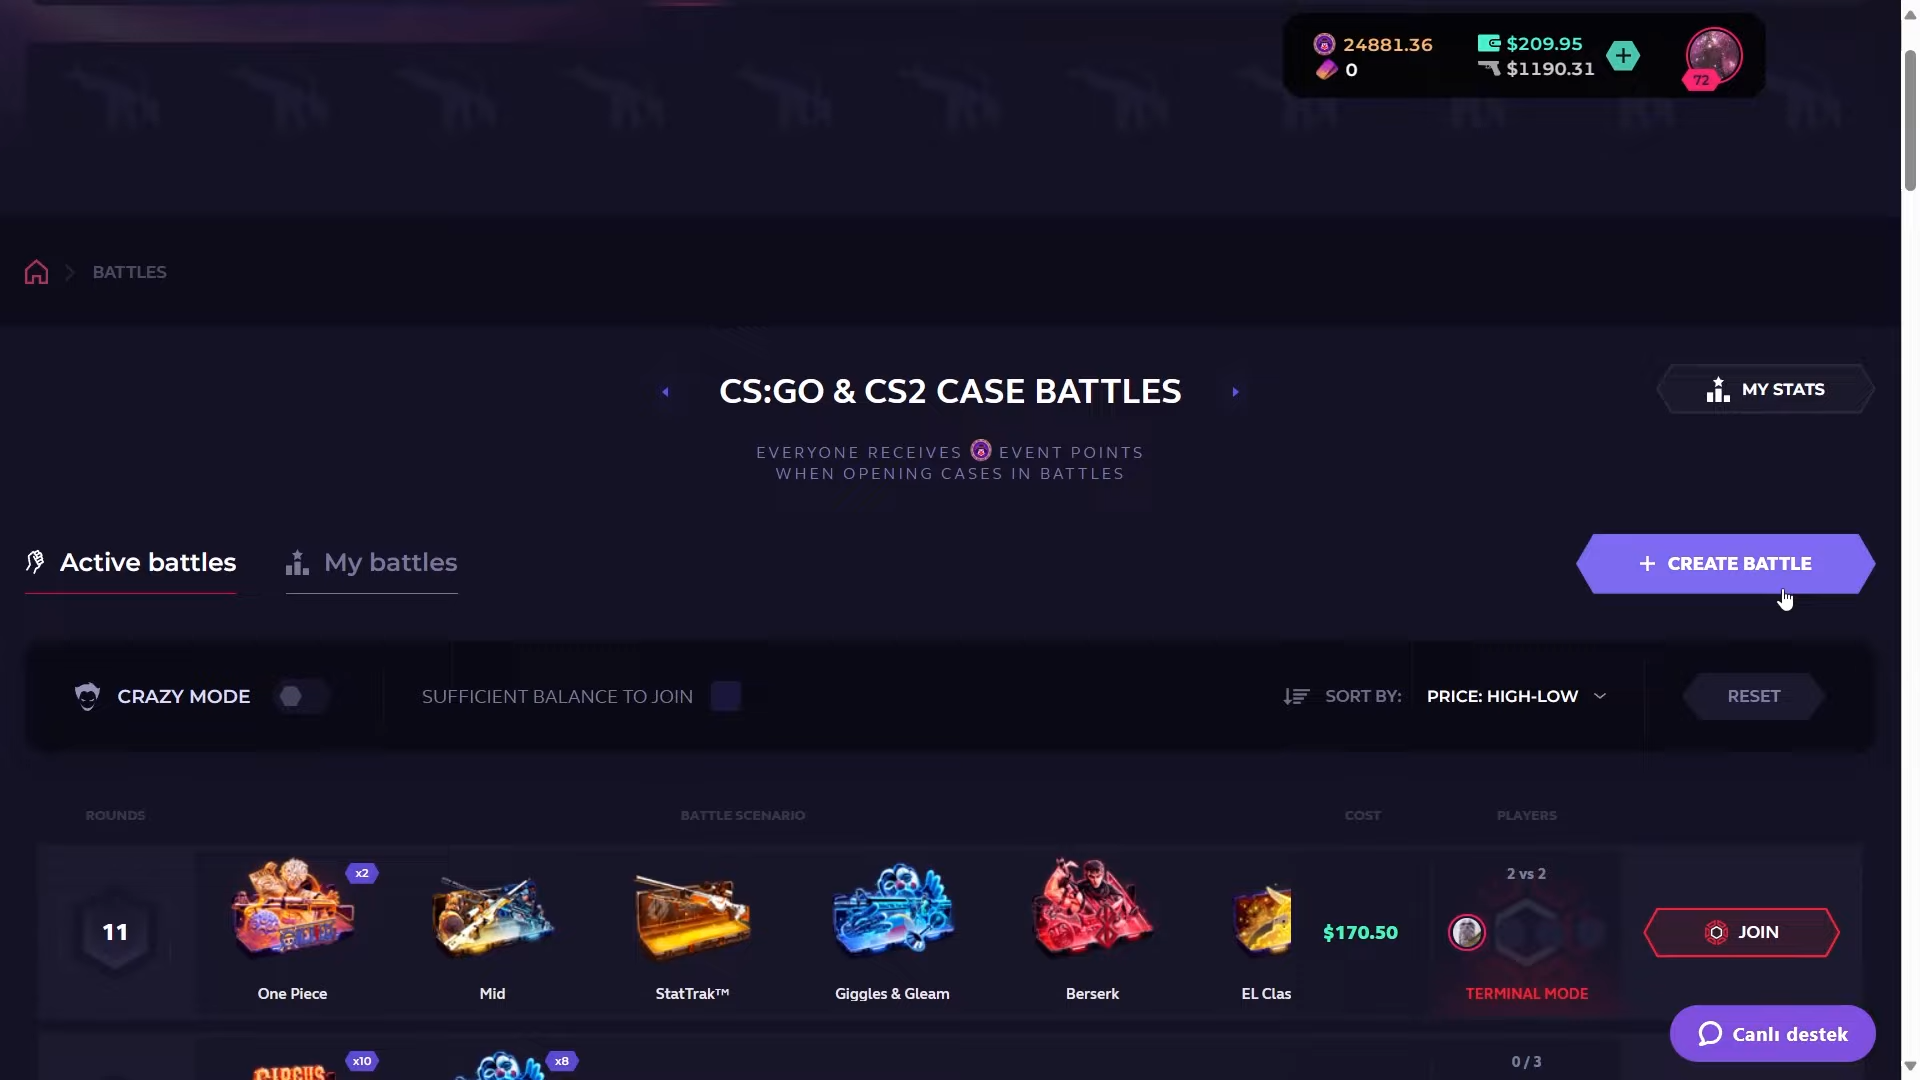 24881.36
$209.95
0
$1190.31
72
BATTLES
CS:GO & CS2 CASE BATTLES
MY STATS
EVERYONE RECEIVES EVENT POINTS
WHEN OPENING CASES IN BATTLES
Active battles
My battles
+ CREATE BATTLE
CRAZY MODE
SUFFICIENT BALANCE TO JOIN
SORT BY:
PRICE: HIGH-LOW
RESET
ROUNDS
BATTLE SCENARIO
COST
PLAYERS
11
x2
One Piece
Mid
StatTrak™
Giggles & Gleam
Berserk
EL Clas
$170.50
2 vs 2
TERMINAL MODE
JOIN
Canlı destek
x10
x8
0 / 3